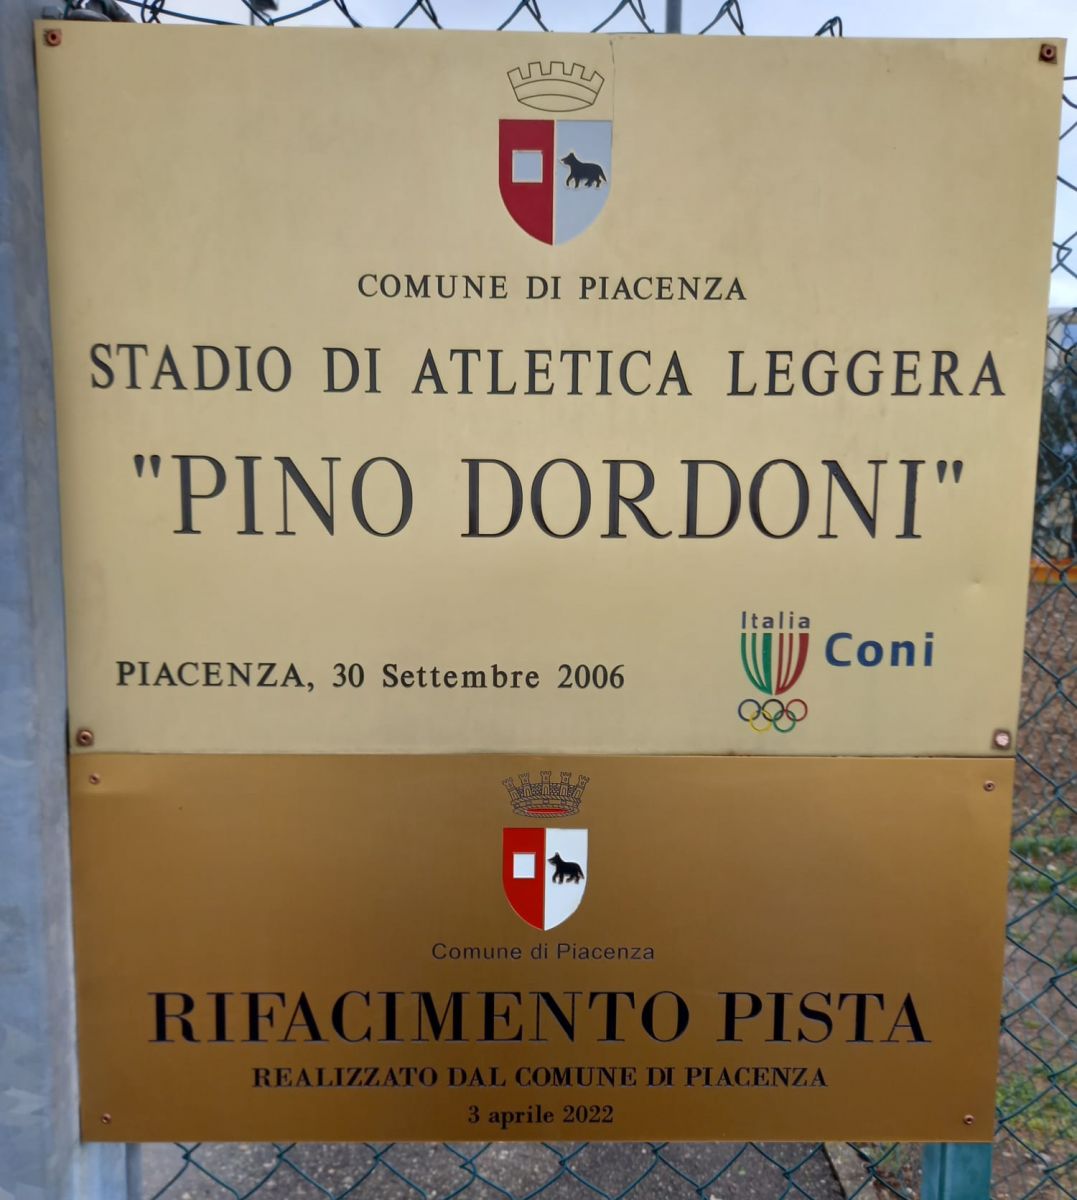 COMUNE DI PIACENZA
STADIO DI ATLETICA LEGGERA
"PINO DORDONI"
Italia
Coni
PIACENZA, 30 Settembre 2006
Comune di Piacenza
RIFACIMENTO PISTA
REALIZZATO DAL COMUNE DI PIACENZA
3 aprile 2022